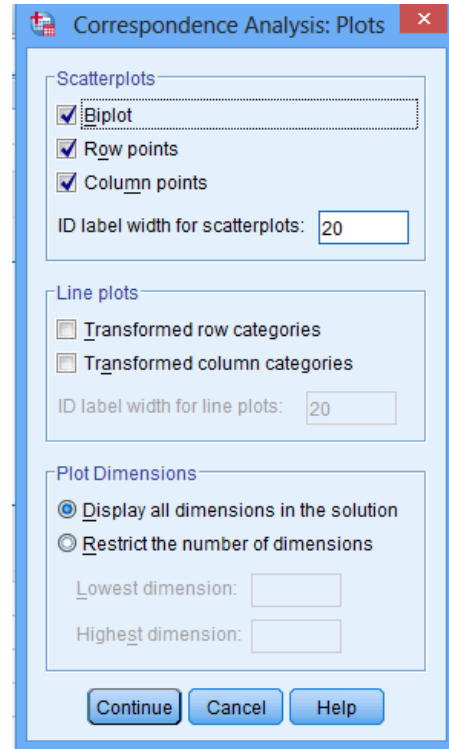 Correspondence Analysis: Plots
Scatterplots
Biplot
Row points
Column points
ID label width for scatterplots: 20
Line plots
Transformed row categories
Transformed column categories
ID label width for line plots: 20
Plot Dimensions
Display all dimensions in the solution
Restrict the number of dimensions
Lowest dimension:
Highest dimension:
Continue Cancel Help